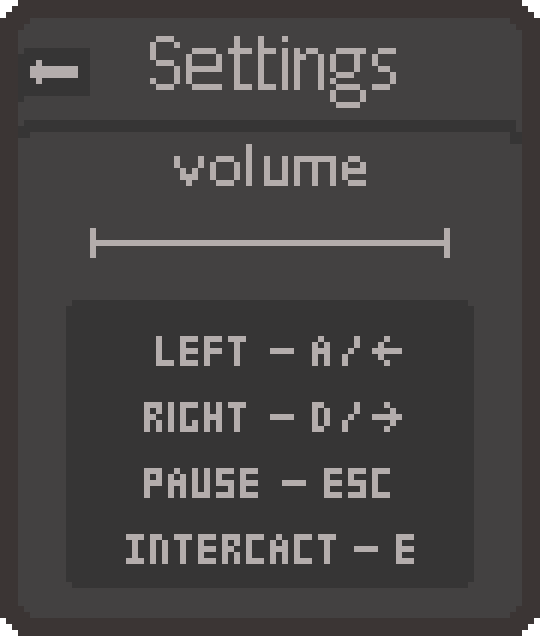 Settings
volume
LEFT - A/←
RIGHT - D/→
PAUSE - ESC
INTERCACT - E